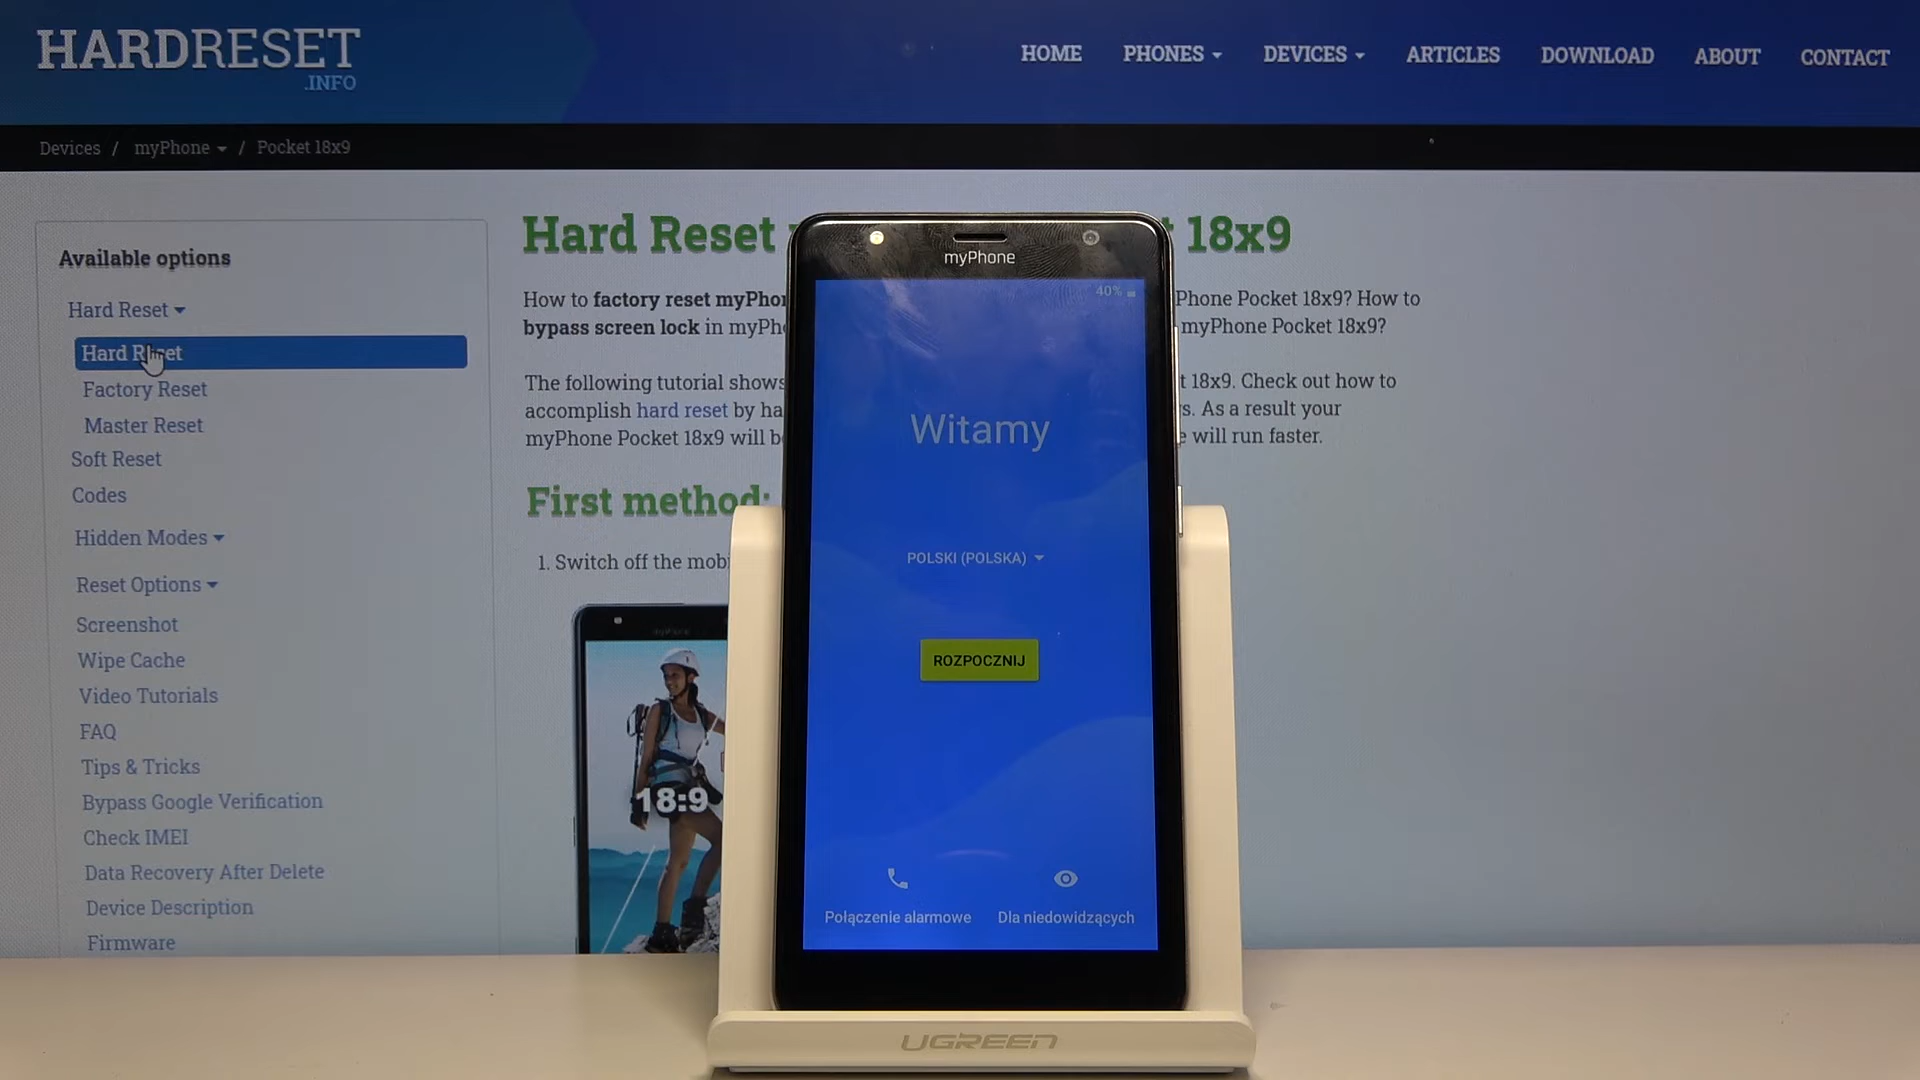 HARDRESET
.INFO
HOME PHONES DEVICES ARTICLES DOWNLOAD ABOUT CONTACT
Devices / myPhone / Pocket 18x9
Available options
Hard Reset
Hard Reset
Factory Reset
Master Reset
Soft Reset
Codes
Hidden Modes
Reset Options
Screenshot
Wipe Cache
Video Tutorials
FAQ
Tips & Tricks
Bypass Google Verification
Check IMEI
Data Recovery After Delete
Device Description
Firmware
Hard Reset 18x9
How to factory reset Phone Pocket 18x9? How to
bypass screen lock in myPhone Pocket 18x9?
The following tutorial shows 18x9. Check out how to
accomplish hard reset by As a result your
myPhone Pocket 18x9 will will run faster.
First method:
1. Switch off the
18:9
myPhone
40%
Witamy
POLSKI (POLSKA)
ROZPOCZNIJ
Połączenie alarmowe Dla niedowidzących
UGREEN